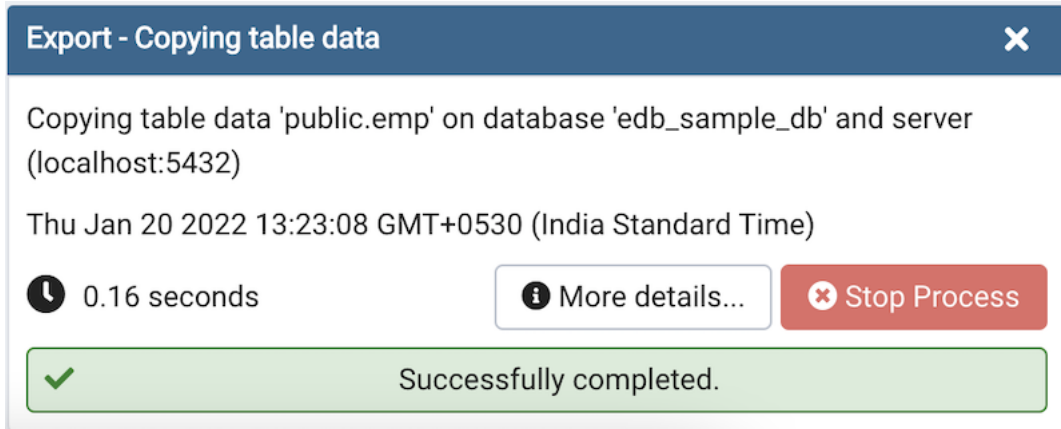 Export - Copying table data
Copying table data 'public.emp' on database 'edb_sample_db' and server
(localhost:5432)
Thu Jan 20 2022 13:23:08 GMT+0530 (India Standard Time)
0.16 seconds
More details...
Stop Process
Successfully completed.